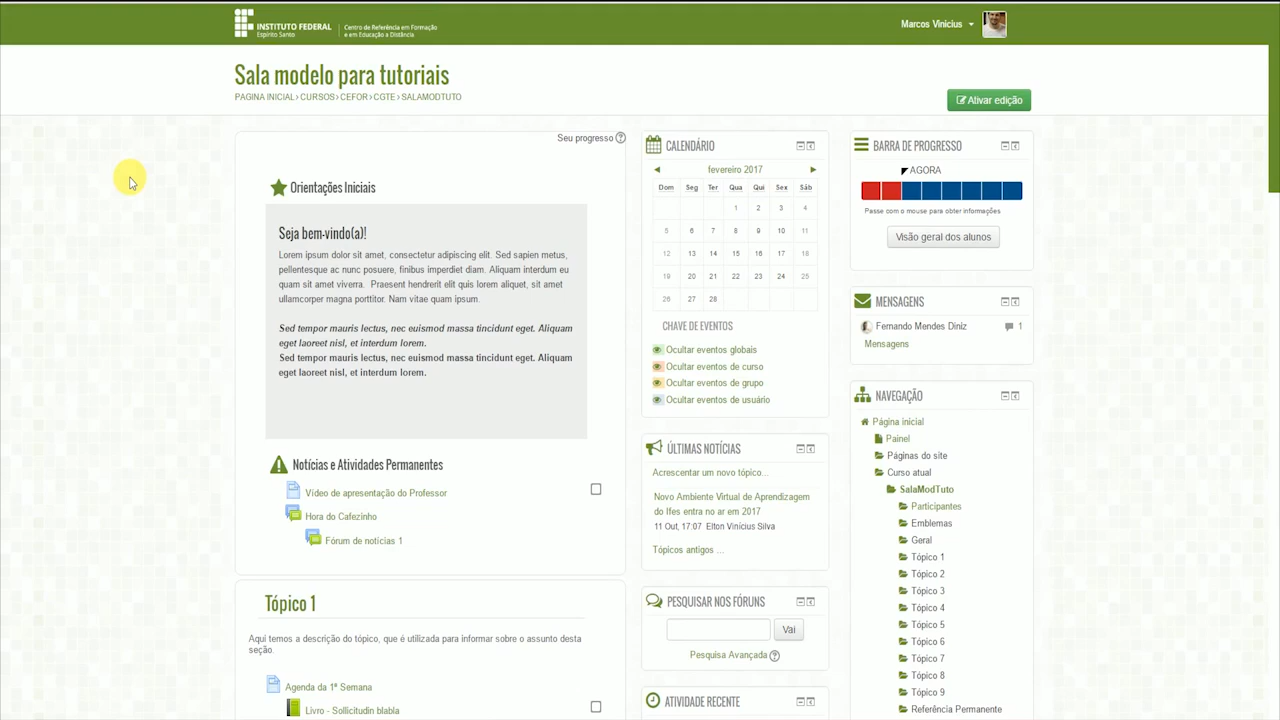 INSTITUTO FEDERAL
Espírito Santo
Centro de Referência em Formação
e em Educação a Distância
Marcos Vinicius
Sala modelo para tutoriais
PAGINA INICIAL › CURSOS › CEFOR › CGTE › SALAMODTUTO
Ativar edição
Seu progresso
Orientações Iniciais
Seja bem-vindo(a)!
Lorem ipsum dolor sit amet, consectetur adipiscing elit. Sed sapien metus,
pellentesque ac nunc posuere, finibus imperdiet diam. Aliquam interdum eu
quam sit amet viverra. Praesent hendrerit elit quis lorem aliquet, sit amet
ullamcorper magna porttitor. Nam vitae quam ipsum.
Sed tempor mauris lectus, nec euismod massa tincidunt eget. Aliquam
eget laoreet nisl, et interdum lorem.
Sed tempor mauris lectus, nec euismod massa tincidunt eget. Aliquam
eget laoreet nisl, et interdum lorem.
Notícias e Atividades Permanentes
Vídeo de apresentação do Professor
Hora do Cafezinho
Fórum de notícias 1
Tópico 1
Aqui temos a descrição do tópico, que é utilizada para informar sobre o assunto desta
seção.
Agenda da 1ª Semana
Livro - Sollicitudin blabla
CALENDÁRIO
◄ fevereiro 2017 ►
Dom Seg Ter Qua Qui Sex Sáb
1 2 3 4
5 6 7 8 9 10 11
12 13 14 15 16 17 18
19 20 21 22 23 24 25
26 27 28
CHAVE DE EVENTOS
Ocultar eventos globais
Ocultar eventos de curso
Ocultar eventos de grupo
Ocultar eventos de usuário
ÚLTIMAS NOTÍCIAS
Acrescentar um novo tópico...
Novo Ambiente Virtual de Aprendizagem
do Ifes entra no ar em 2017
11 Out, 17:07 Elton Vinícius Silva
Tópicos antigos ...
PESQUISAR NOS FÓRUNS
Vai
Pesquisa Avançada
ATIVIDADE RECENTE
BARRA DE PROGRESSO
AGORA
Passe com o mouse para obter informações
Visão geral dos alunos
MENSAGENS
Fernando Mendes Diniz 1
Mensagens
NAVEGAÇÃO
Página inicial
Painel
Páginas do site
Curso atual
SalaModTuto
Participantes
Emblemas
Geral
Tópico 1
Tópico 2
Tópico 3
Tópico 4
Tópico 5
Tópico 6
Tópico 7
Tópico 8
Tópico 9
Referência Permanente